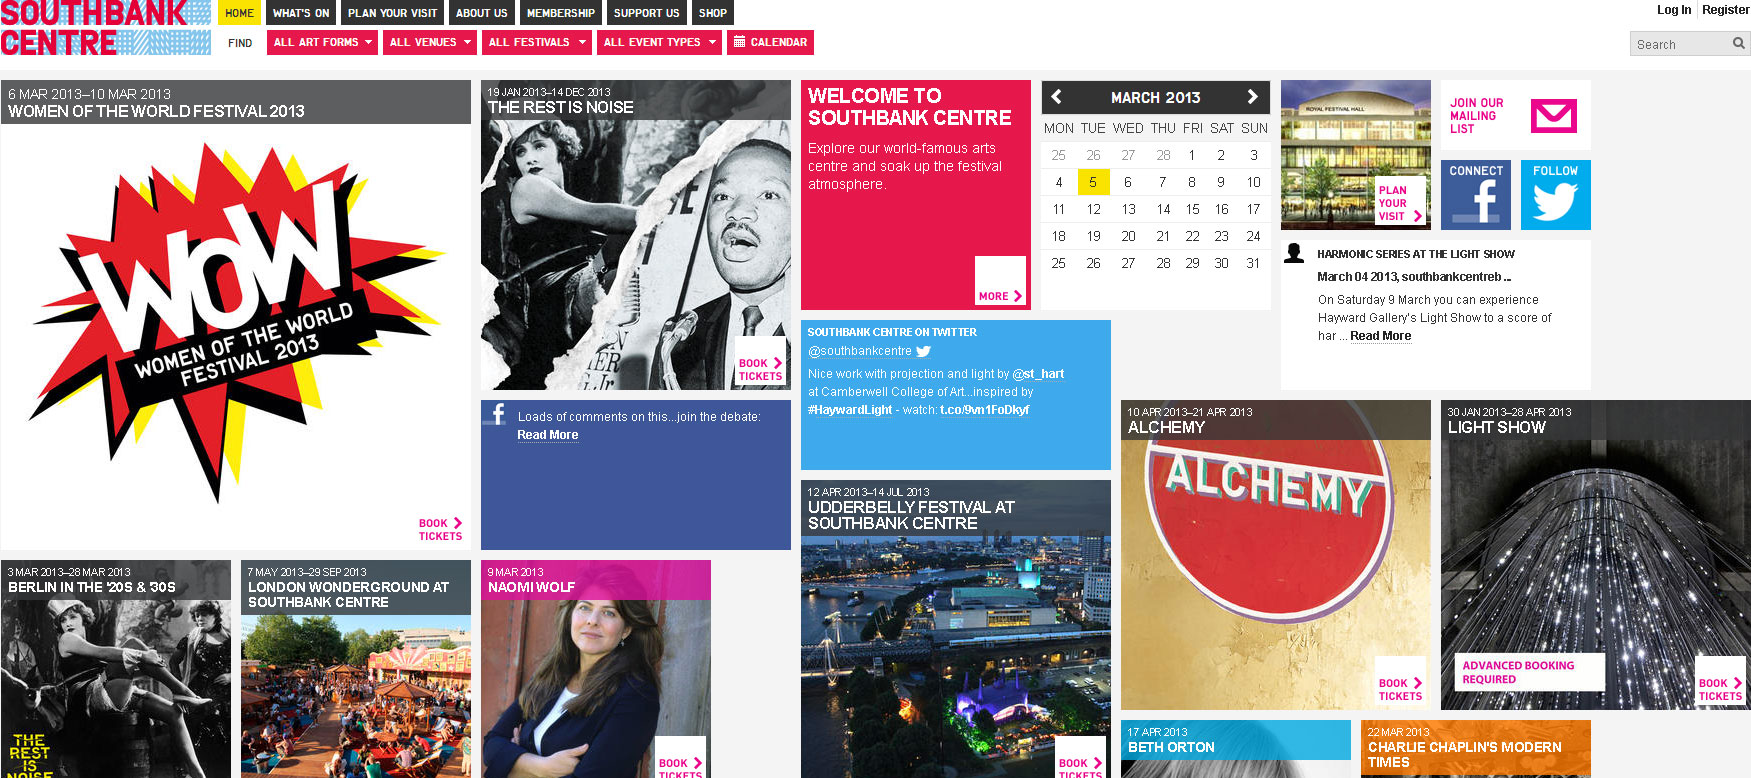 SOUTHBANK
CENTRE
HOME
WHAT'S ON
PLAN YOUR VISIT
ABOUT US
MEMBERSHIP
SUPPORT US
SHOP
Log In
Register
FIND
ALL ART FORMS
ALL VENUES
ALL FESTIVALS
ALL EVENT TYPES
CALENDAR
Search
6 MAR 2013–10 MAR 2013
WOMEN OF THE WORLD FESTIVAL 2013
WOW
WOMEN OF THE WORLD
FESTIVAL 2013
BOOK
TICKETS
19 JAN 2013–14 DEC 2013
THE REST IS NOISE
BOOK
TICKETS
Loads of comments on this...join the debate:
Read More
WELCOME TO
SOUTHBANK CENTRE
Explore our world-famous arts
centre and soak up the festival
atmosphere.
MORE
MARCH 2013
MON TUE WED THU FRI SAT SUN
25 26 27 28 1 2 3
4 5 6 7 8 9 10
11 12 13 14 15 16 17
18 19 20 21 22 23 24
25 26 27 28 29 30 31
ROYAL FESTIVAL HALL
PLAN
YOUR
VISIT
JOIN OUR
MAILING
LIST
CONNECT
FOLLOW
HARMONIC SERIES AT THE LIGHT SHOW
March 04 2013, southbankcentreb ...
On Saturday 9 March you can experience
Hayward Gallery's Light Show to a score of
har ... Read More
SOUTHBANK CENTRE ON TWITTER
@southbankcentre
Nice work with projection and light by @st_hart
at Camberwell College of Art...inspired by
#HaywardLight - watch: t.co/9vn1FoDkyf
10 APR 2013–21 APR 2013
ALCHEMY
ALCHEMY
BOOK
TICKETS
30 JAN 2013–28 APR 2013
LIGHT SHOW
ADVANCED BOOKING
REQUIRED
BOOK
TICKETS
12 APR 2013–14 JUL 2013
UDDERBELLY FESTIVAL AT
SOUTHBANK CENTRE
BOOK
TICKETS
3 MAR 2013–28 MAR 2013
BERLIN IN THE '20S & '30S
THE
REST
IS
NOISE
7 MAY 2013–29 SEP 2013
LONDON WONDERGROUND AT
SOUTHBANK CENTRE
9 MAR 2013
NAOMI WOLF
BOOK
TICKETS
17 APR 2013
BETH ORTON
22 MAR 2013
CHARLIE CHAPLIN'S MODERN
TIMES